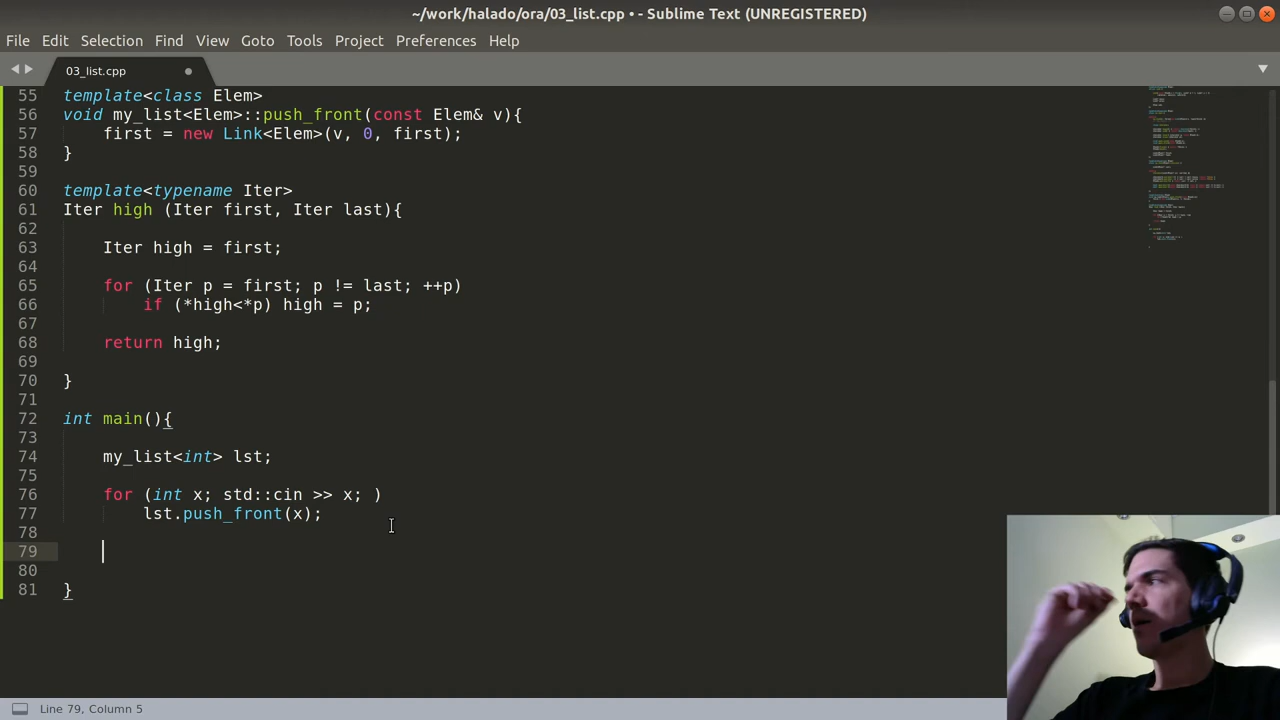 ~/work/halado/ora/03_list.cpp • - Sublime Text (UNREGISTERED)
File Edit Selection Find View Goto Tools Project Preferences Help
03_list.cpp
55 template<class Elem>
56 void my_list<Elem>::push_front(const Elem& v){
57     first = new Link<Elem>(v, 0, first);
58 }
59
60 template<typename Iter>
61 Iter high (Iter first, Iter last){
62
63     Iter high = first;
64
65     for (Iter p = first; p != last; ++p)
66         if (*high<*p) high = p;
67
68     return high;
69
70 }
71
72 int main(){
73
74     my_list<int> lst;
75
76     for (int x; std::cin >> x; )
77         lst.push_front(x);
78
79
80
81 }
Line 79, Column 5